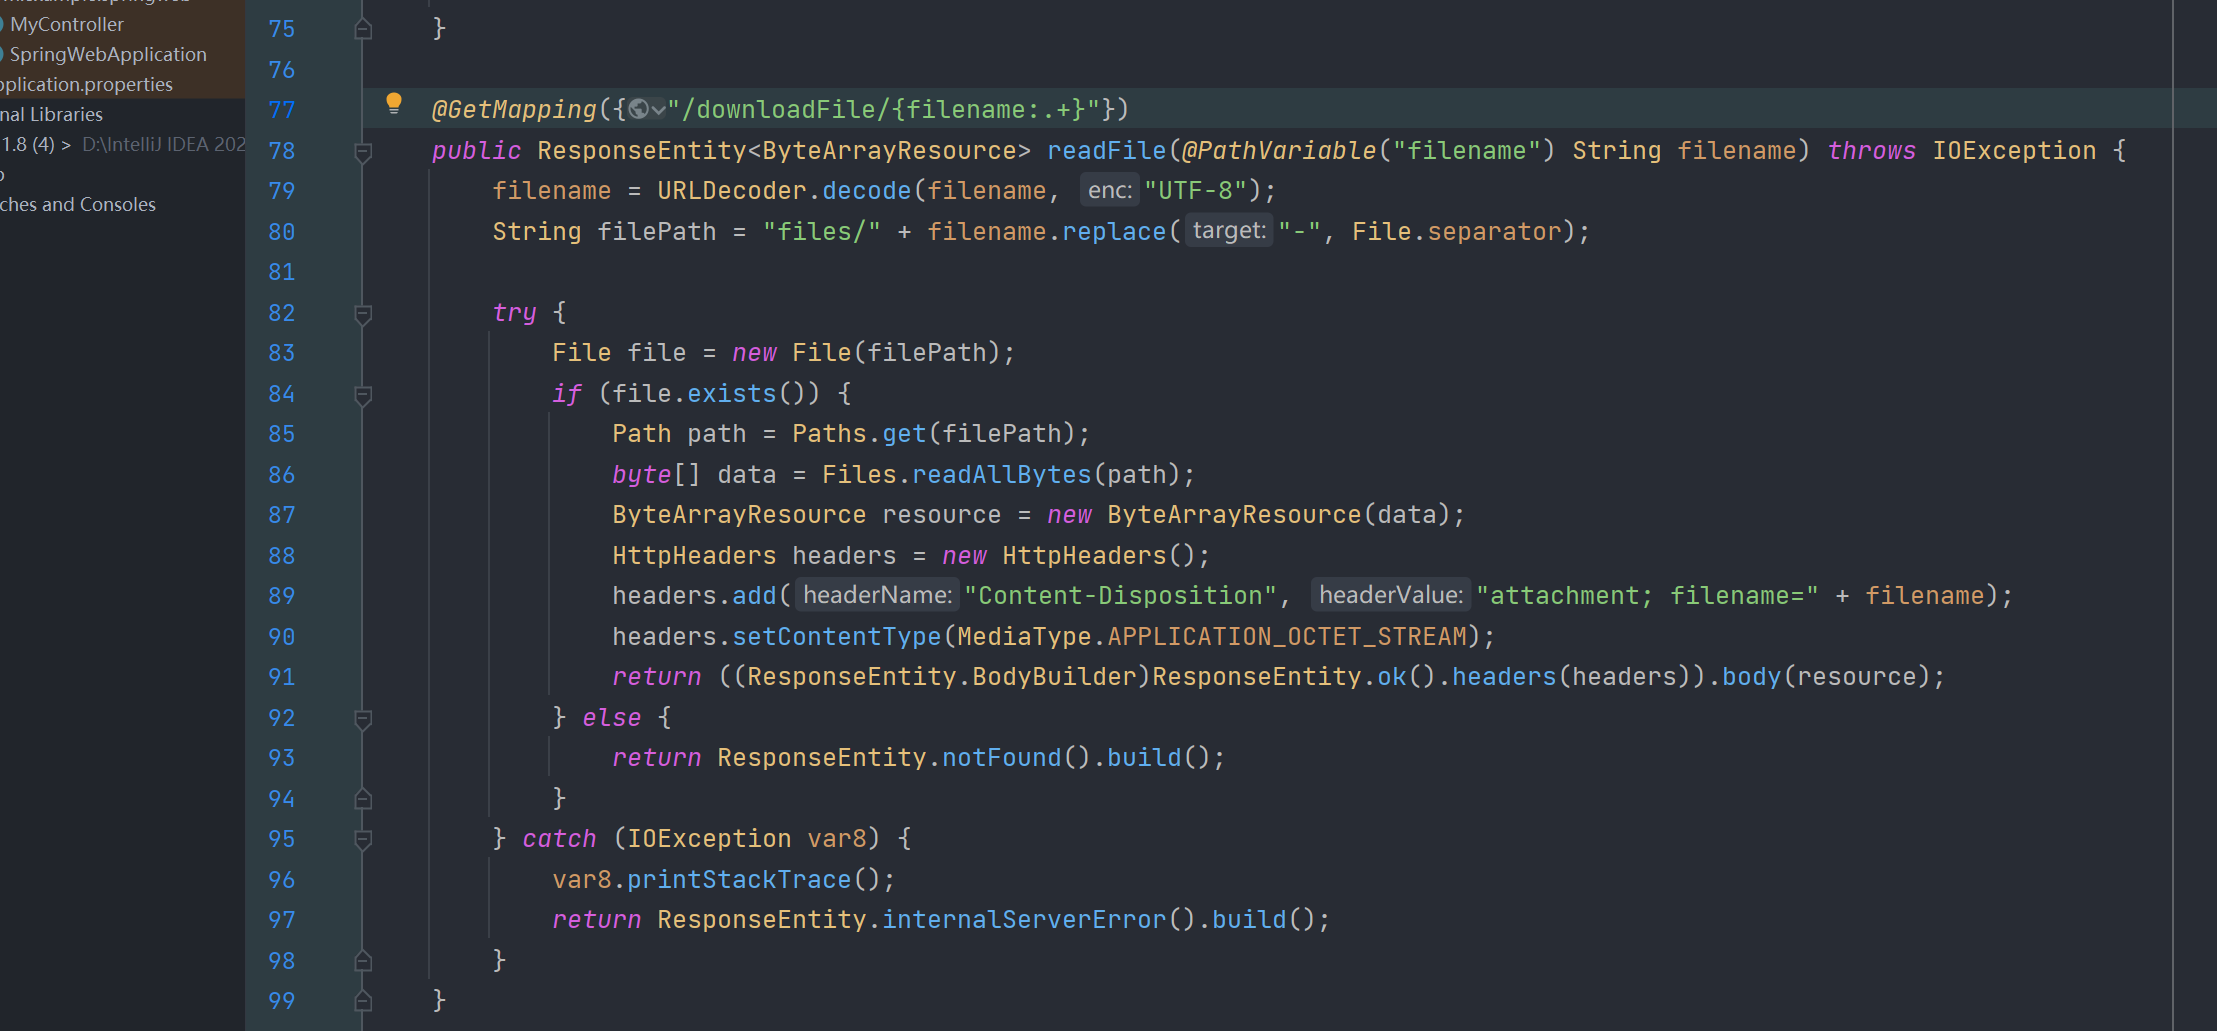 MyController
SpringWebApplication
pplication.properties
nal Libraries
1.8 (4) > D:\IntelliJ IDEA 202
ches and Consoles
75 }
76
77 @GetMapping({"/downloadFile/{filename:.+}"})
78 public ResponseEntity<ByteArrayResource> readFile(@PathVariable("filename") String filename) throws IOException {
79 filename = URLDecoder.decode(filename, enc: "UTF-8");
80 String filePath = "files/" + filename.replace( target: "-", File.separator);
81
82 try {
83 File file = new File(filePath);
84 if (file.exists()) {
85 Path path = Paths.get(filePath);
86 byte[] data = Files.readAllBytes(path);
87 ByteArrayResource resource = new ByteArrayResource(data);
88 HttpHeaders headers = new HttpHeaders();
89 headers.add( headerName: "Content-Disposition", headerValue: "attachment; filename=" + filename);
90 headers.setContentType(MediaType.APPLICATION_OCTET_STREAM);
91 return ((ResponseEntity.BodyBuilder)ResponseEntity.ok().headers(headers)).body(resource);
92 } else {
93 return ResponseEntity.notFound().build();
94 }
95 } catch (IOException var8) {
96 var8.printStackTrace();
97 return ResponseEntity.internalServerError().build();
98 }
99 }